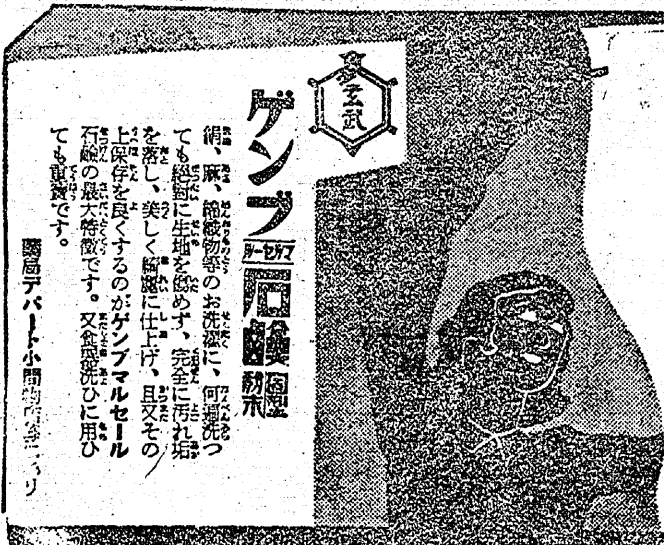 玄武
ゲンブ
ルーセルマ
石鹸
固型
粉末
絹、麻、綿織物等のお洗濯に、何遍洗つ
ても絶對に生地を傷めず、完全に汚れ垢
を落し、美しく綺麗に仕上げ、且又その
上保存を良くするのがゲンブマルセール
石鹸の最大特徴です。又食器洗ひに用ひ
ても重寶です。
藥局デパート小間物店等にあり